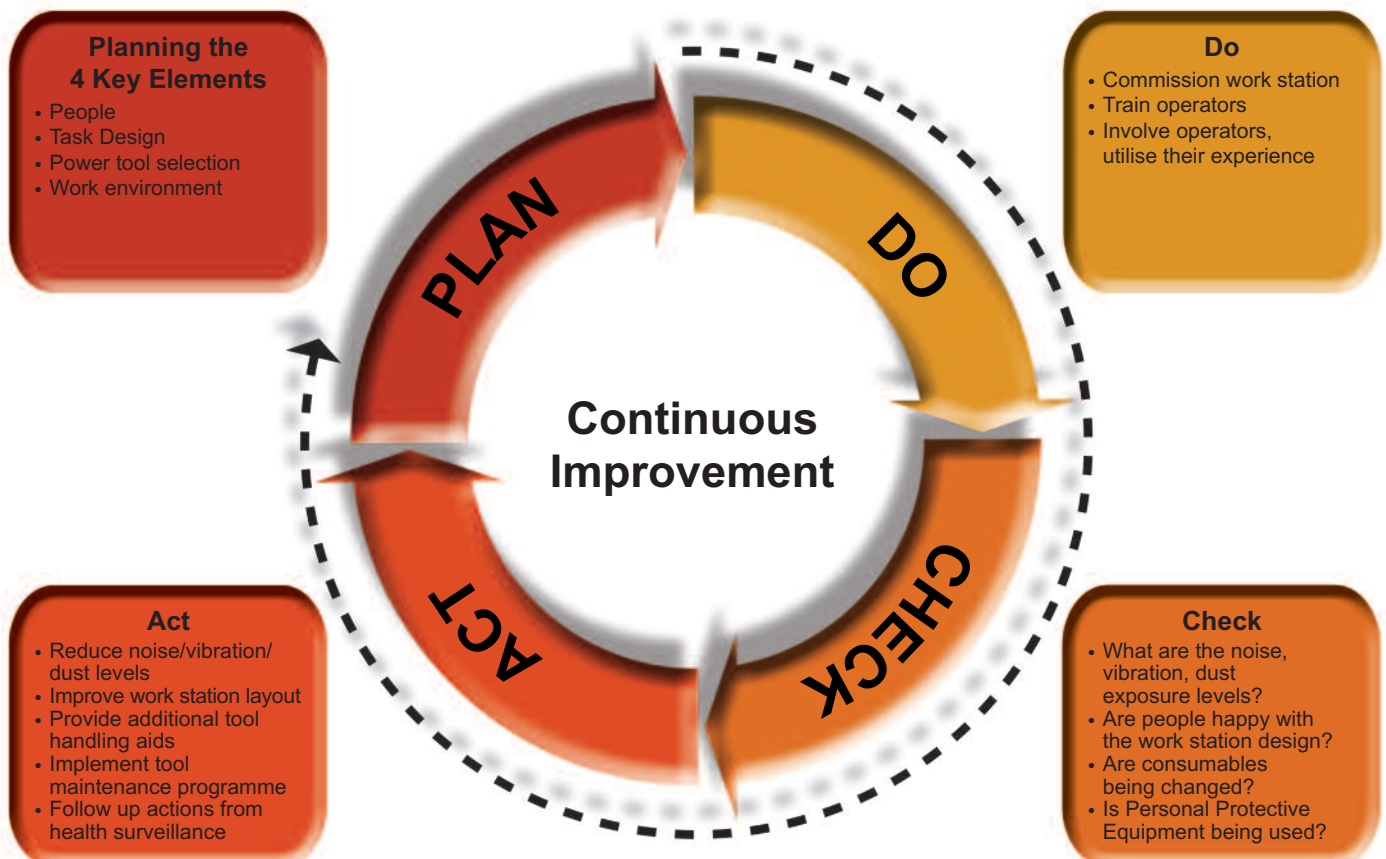 Planning the
4 Key Elements
• People
• Task Design
• Power tool selection
• Work environment
Do
• Commission work station
• Train operators
• Involve operators,
utilise their experience
PLAN
DO
Continuous
Improvement
CHECK
ACT
Act
• Reduce noise/vibration/
dust levels
• Improve work station layout
• Provide additional tool
handling aids
• Implement tool
maintenance programme
• Follow up actions from
health surveillance
Check
• What are the noise,
vibration, dust
exposure levels?
• Are people happy with
the work station design?
• Are consumables
being changed?
• Is Personal Protective
Equipment being used?